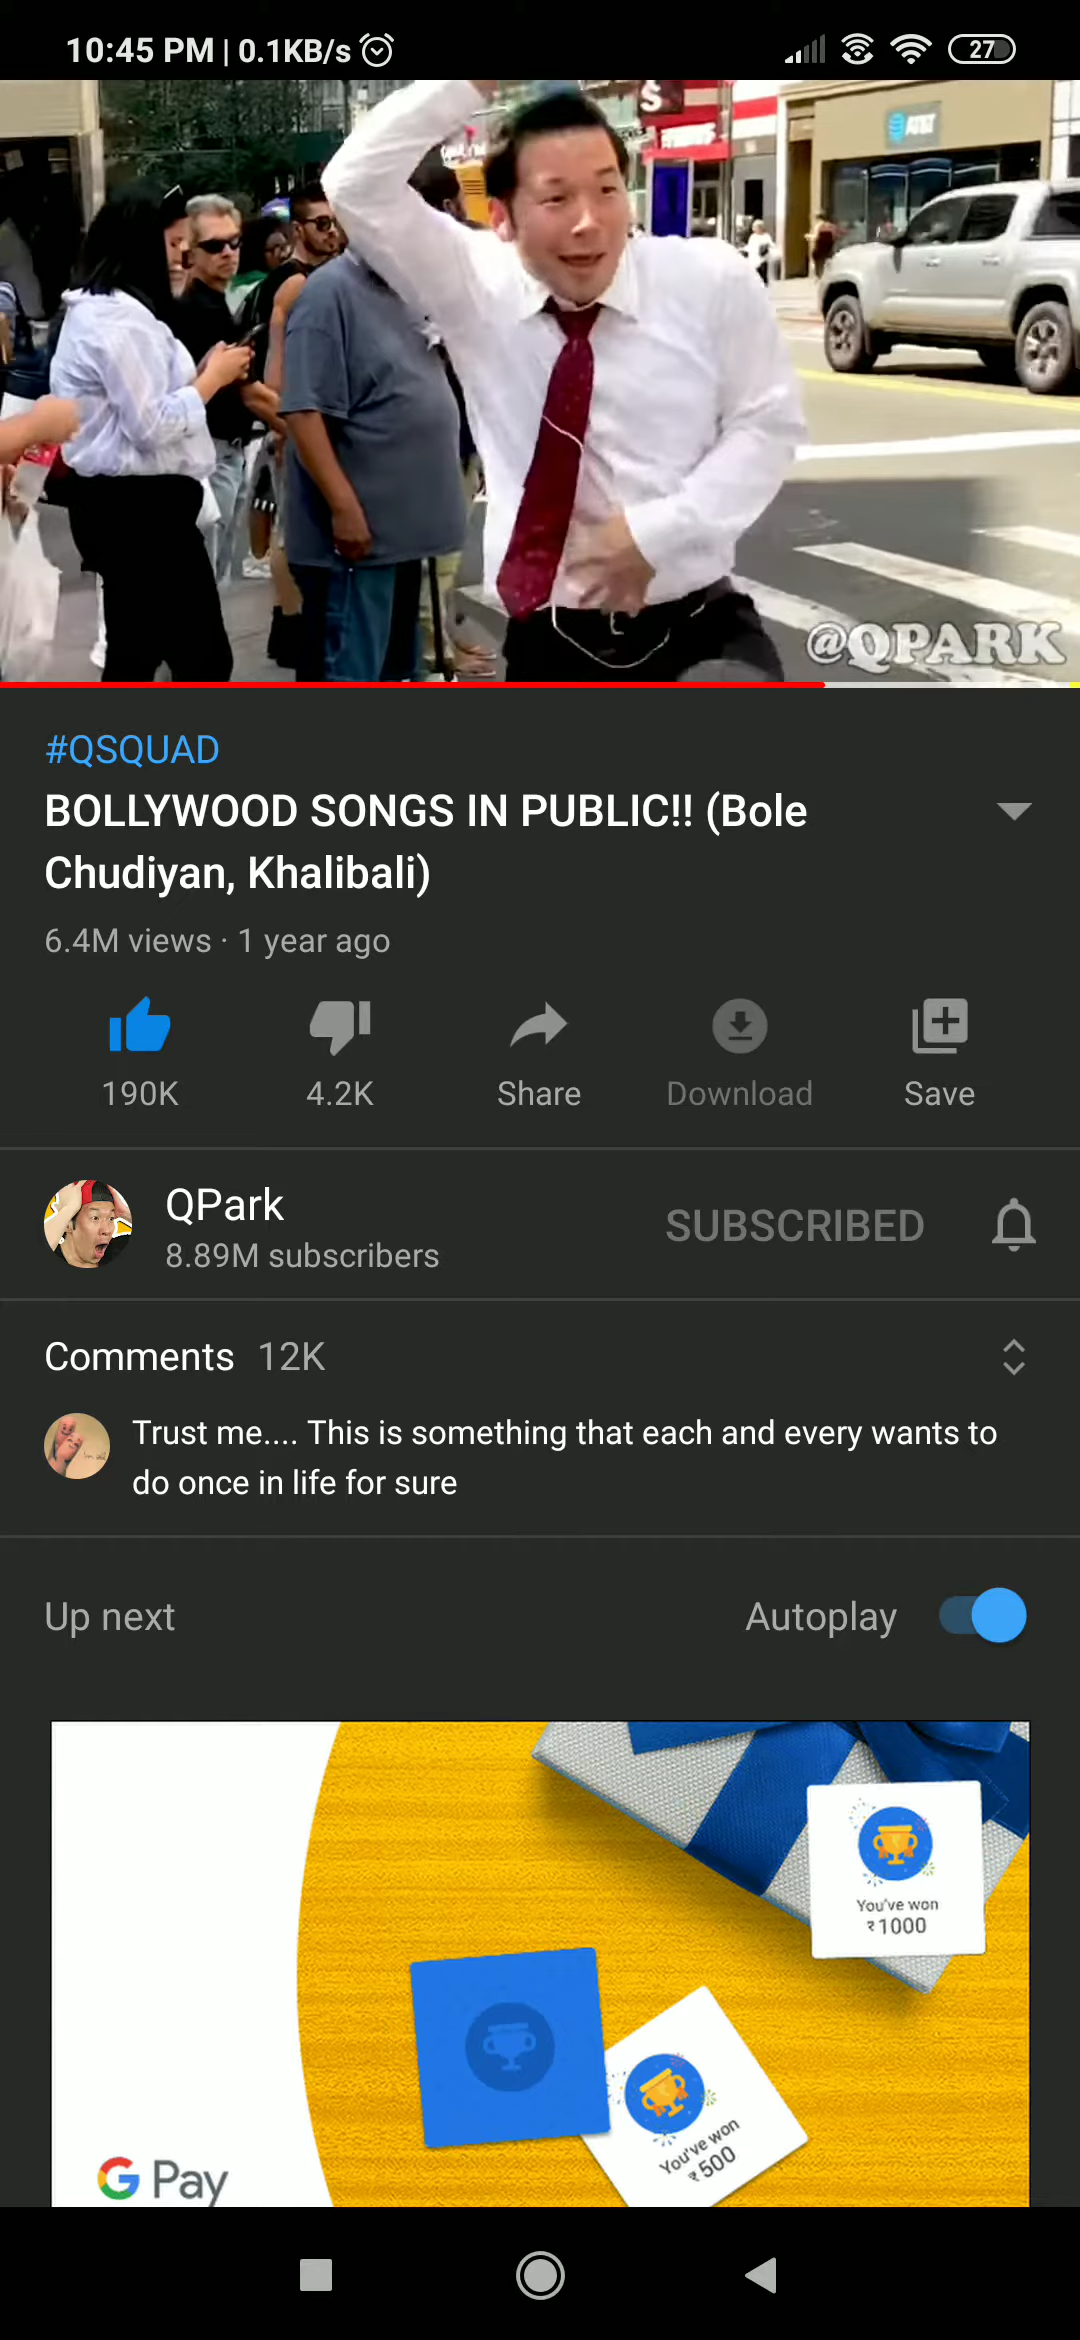 10:45 PM | 0.1KB/s
27
S
AT&T
@QPARK
#QSQUAD
BOLLYWOOD SONGS IN PUBLIC!! (Bole
Chudiyan, Khalibali)
6.4M views · 1 year ago
190K
4.2K
Share
Download
Save
QPark
8.89M subscribers
SUBSCRIBED
Comments 12K
Trust me.... This is something that each and every wants to
do once in life for sure
Up next
Autoplay
You've won
₹1000
You've won
₹500
G Pay